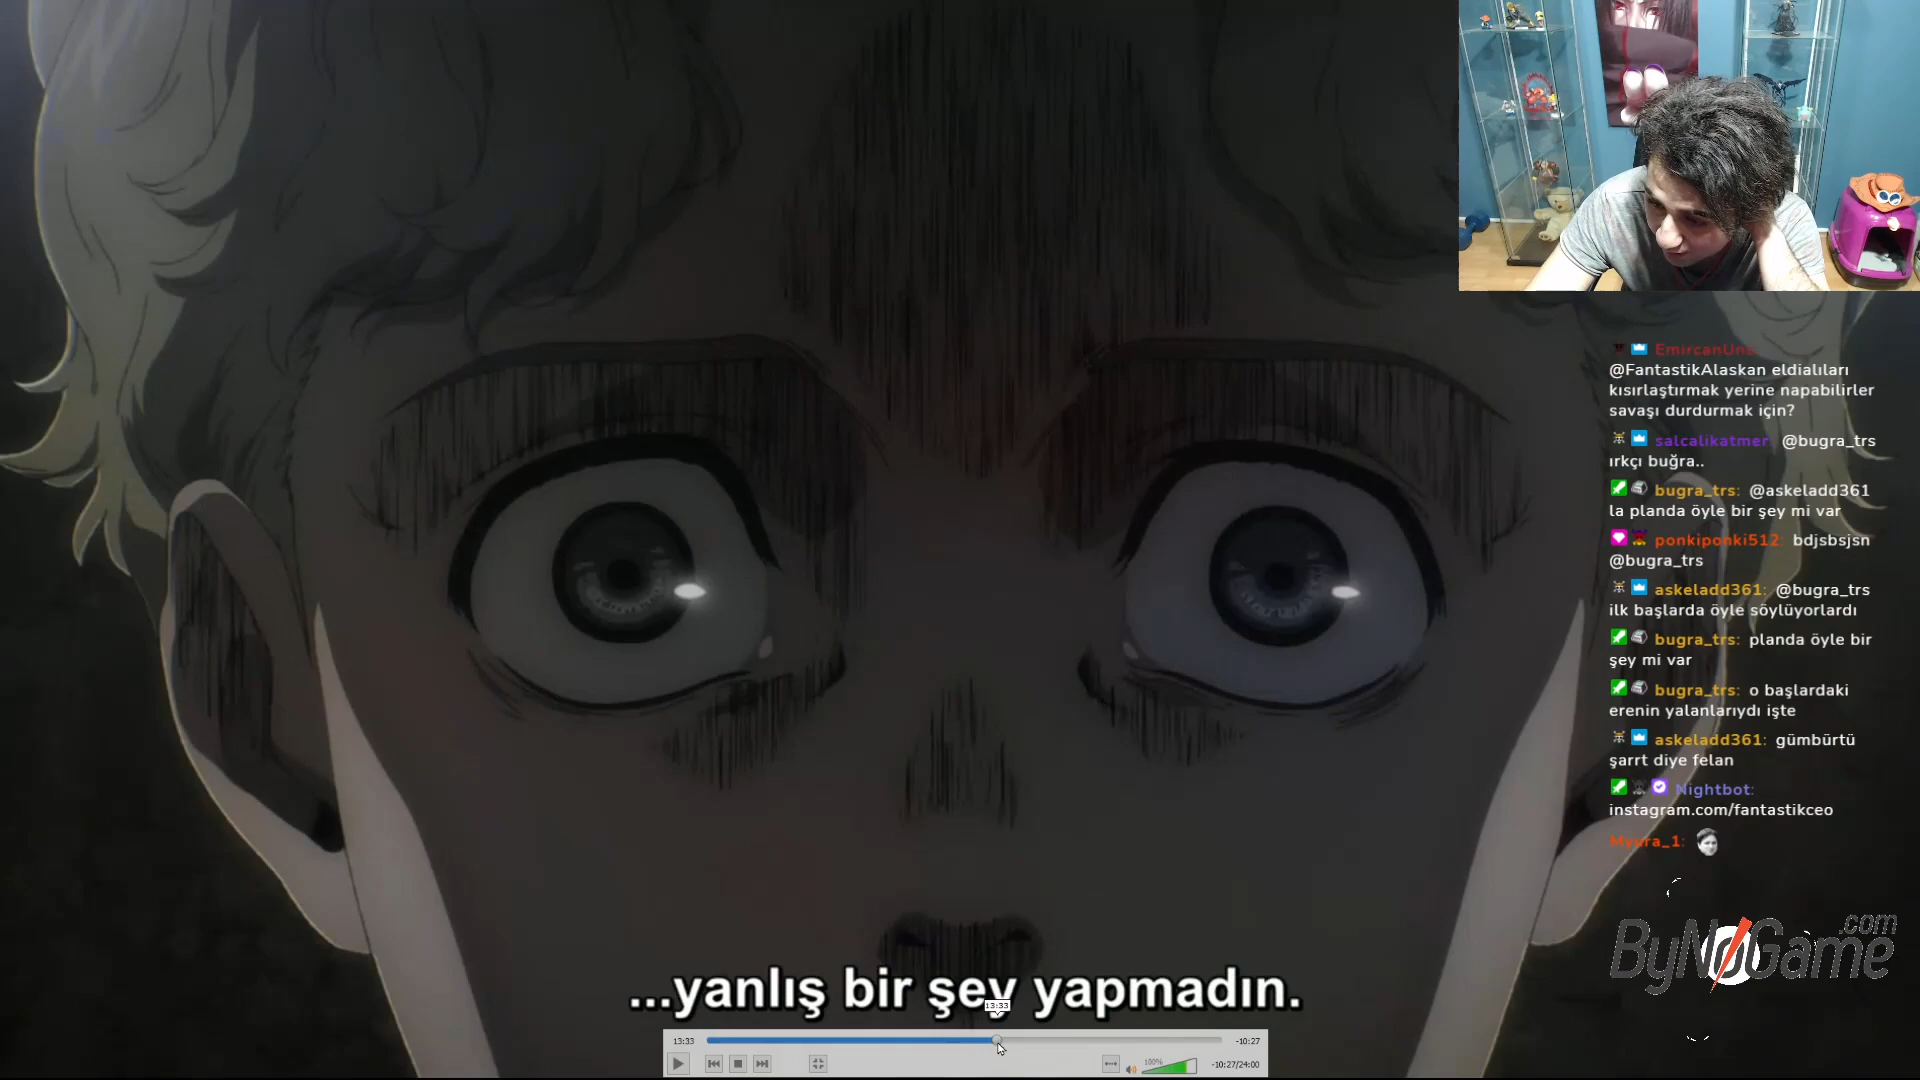 EmircanUris
@FantastikAlaskan eldialıları
kısırlaştırmak yerine napabilirler
savaşı durdurmak için?
salcalikatmer: @bugra_trs
ırkçı buğra..
bugra_trs: @askeladd361
la planda öyle bir şey mi var
ponkiponki512: bdjsbsjsn
@bugra_trs
askeladd361: @bugra_trs
ilk başlarda öyle söylüyorlardı
bugra_trs: planda öyle bir
şey mi var
bugra_trs: o başlardaki
erenin yalanlarıydı işte
askeladd361: gümbürtü
şarrt diye felan
Nightbot:
instagram.com/fantastikceo
Myura_1:
ByNoGame.com
...yanlış bir şey yapmadın.
13:33
13:33
-10:27
100%
-10:27/24:00